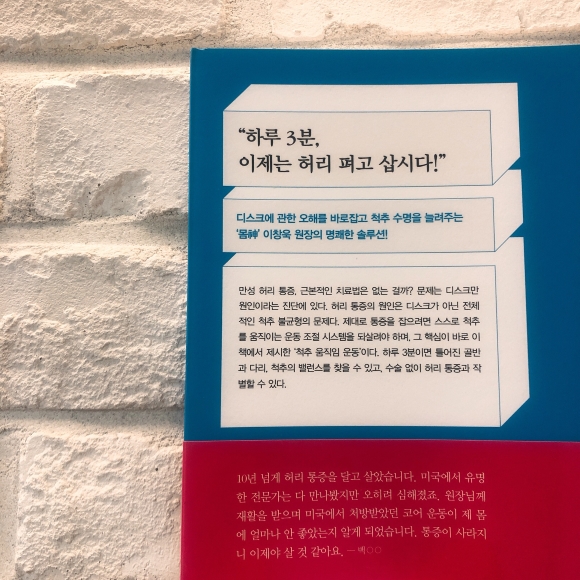 “하루 3분,
이제는 허리 펴고 삽시다!”
디스크에 관한 오해를 바로잡고 척추 수명을 늘려주는
‘몸神’ 이창욱 원장의 명쾌한 솔루션!
만성 허리 통증, 근본적인 치료법은 없는 걸까? 문제는 디스크만
원인이라는 진단에 있다. 허리 통증의 원인은 디스크가 아닌 전체
적인 척추 불균형의 문제다. 제대로 통증을 잡으려면 스스로 척추
를 움직이는 운동 조절 시스템을 되살려야 하며, 그 핵심이 바로 이
책에서 제시한 ‘척추 움직임 운동’이다. 하루 3분이면 틀어진 골반
과 다리, 척추의 밸런스를 찾을 수 있고, 수술 없이 허리 통증과 작
별할 수 있다.
10년 넘게 허리 통증을 달고 살았습니다. 미국에서 유명
한 전문가는 다 만나봤지만 오히려 심해졌죠. 원장님께
재활을 받으며 미국에서 처방받았던 코어 운동이 제 몸
에 얼마나 안 좋았는지 알게 되었습니다. 통증이 사라지
니 이제야 살 것 같아요. —백○○